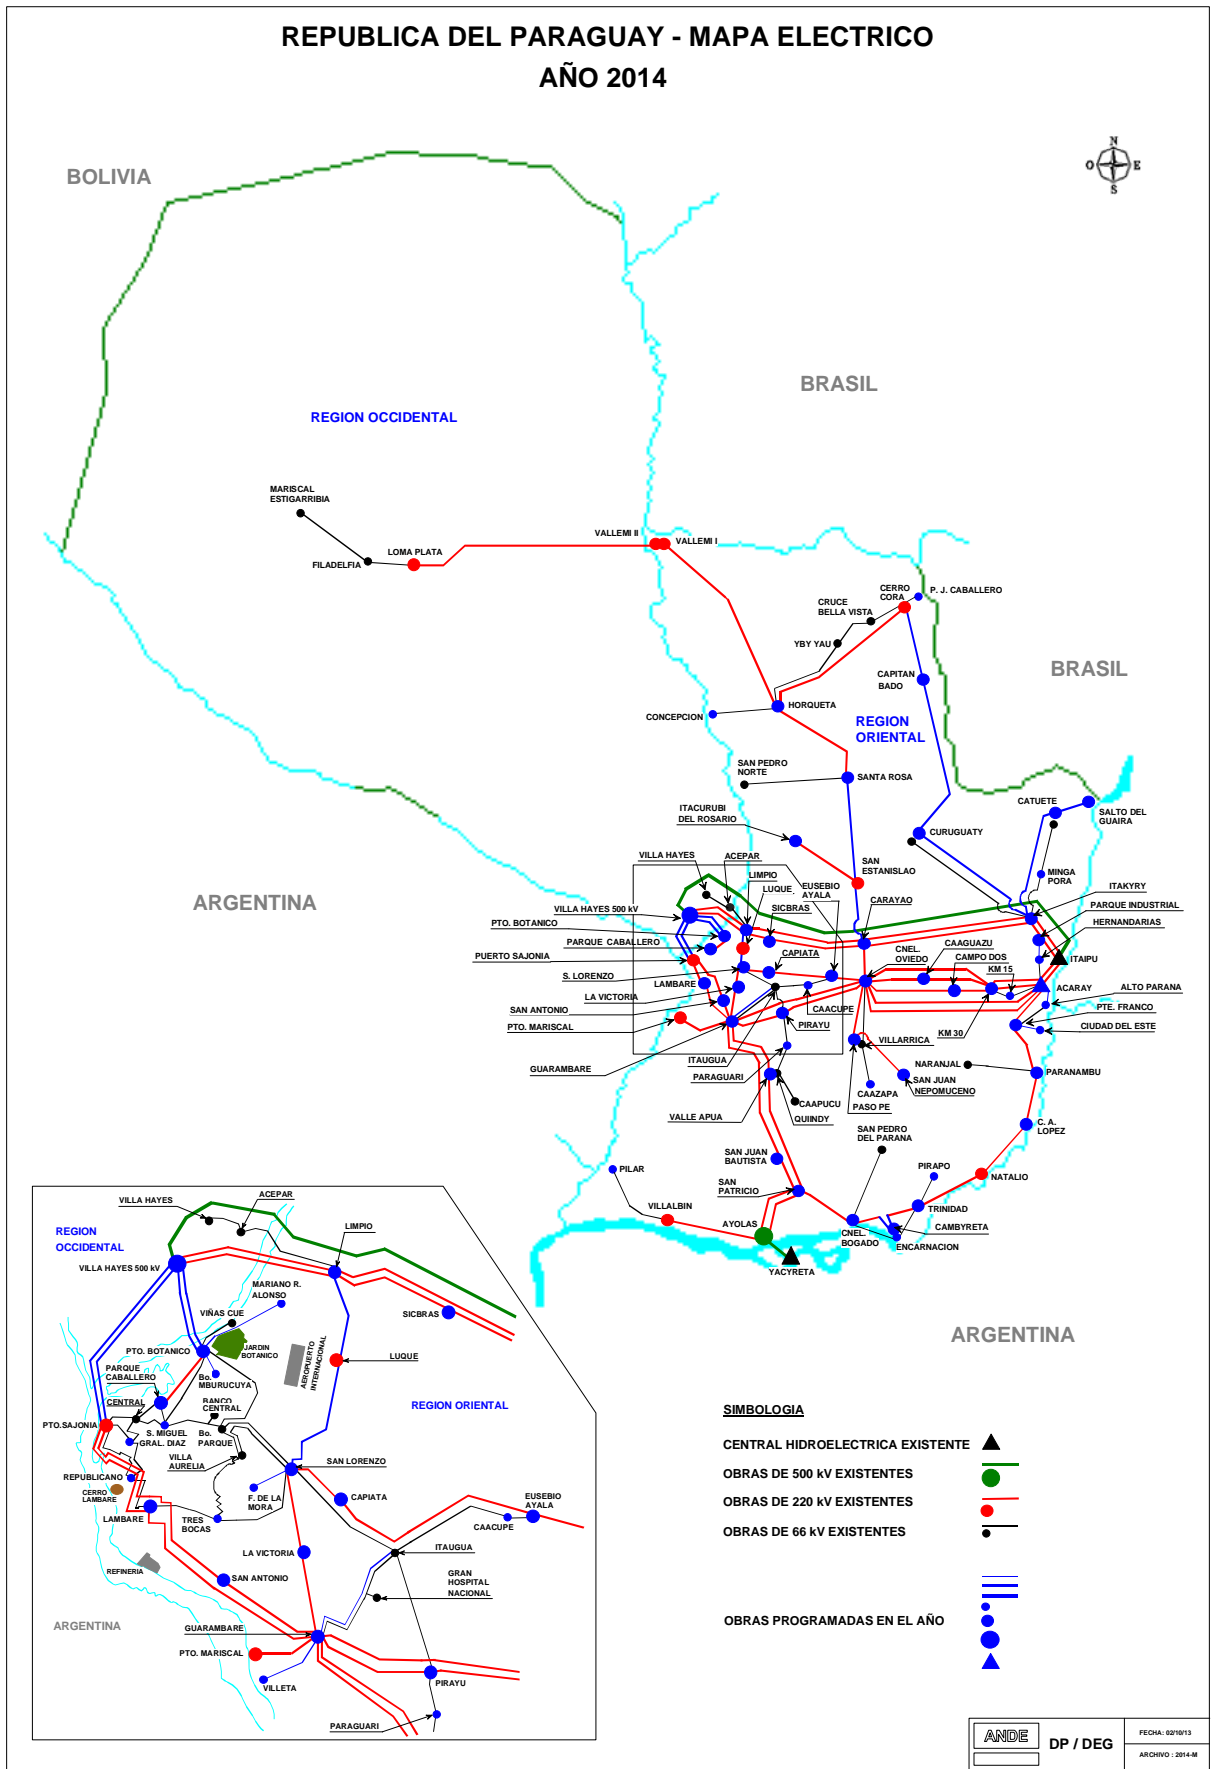 REPUBLICA DEL PARAGUAY - MAPA ELECTRICO
AÑO 2014
N
O
E
S
BOLIVIA
BRASIL
REGION OCCIDENTAL
MARISCAL
ESTIGARRIBIA
VALLEMI II
VALLEMI I
LOMA PLATA
FILADELFIA
CERRO
CORA
P. J. CABALLERO
CRUCE
BELLA VISTA
YBY YAU
BRASIL
CAPITAN
BADO
HORQUETA
CONCEPCION
REGION
ORIENTAL
SAN PEDRO
NORTE
SANTA ROSA
ITACURUBI
DEL ROSARIO
CATUETE
SALTO DEL
GUAIRA
CURUGUATY
VILLA HAYES
ACEPAR
SAN
ESTANISLAO
MINGA
PORA
LIMPIO
LUQUE
EUSEBIO
AYALA
ITAKYRY
ARGENTINA
VILLA HAYES 500 kV
SICBRAS
CARAYAO
PARQUE INDUSTRIAL
PTO. BOTANICO
HERNANDARIAS
PARQUE CABALLERO
CNEL.
OVIEDO
CAAGUAZU
PUERTO SAJONIA
CAPIATA
CAMPO DOS
ITAIPU
S. LORENZO
LAMBARE
KM 15
ACARAY
ALTO PARANA
LA VICTORIA
SAN ANTONIO
CAACUPE
PTE. FRANCO
PTO. MARISCAL
PIRAYU
KM 30
CIUDAD DEL ESTE
VILLARRICA
ITAUGUA
NARANJAL
GUARAMBARE
PARAGUARI
PARANAMBU
SAN JUAN
NEPOMUCENO
CAAZAPA
CAAPUCU
PASO PE
VALLE APUA
QUINDY
SAN PEDRO
DEL PARANA
C. A.
LOPEZ
SAN JUAN
BAUTISTA
PILAR
PIRAPO
NATALIO
SAN
PATRICIO
VILLALBIN
TRINIDAD
AYOLAS
CNEL.
BOGADO
CAMBYRETA
ENCARNACION
YACYRETA
ARGENTINA
VILLA HAYES
ACEPAR
REGION
OCCIDENTAL
LIMPIO
VILLA HAYES 500 kV
MARIANO R.
ALONSO
VIÑAS CUE
SICBRAS
PTO. BOTANICO
JARDIN
BOTANICO
AEROPUERTO
INTERNACIONAL
LUQUE
PARQUE
CABALLERO
Bo.
MBURUCUYA
CENTRAL
BANCO
CENTRAL
REGION ORIENTAL
PTO.SAJONIA
S. MIGUEL
GRAL. DIAZ
Bo.
PARQUE
VILLA
AURELIA
SAN LORENZO
REPUBLICANO
CERRO
LAMBARE
F. DE LA
MORA
CAPIATA
EUSEBIO
AYALA
LAMBARE
TRES
BOCAS
CAACUPE
LA VICTORIA
ITAUGUA
REFINERIA
SAN ANTONIO
GRAN
HOSPITAL
NACIONAL
ARGENTINA
GUARAMBARE
PTO. MARISCAL
VILLETA
PIRAYU
PARAGUARI
SIMBOLOGIA
CENTRAL HIDROELECTRICA EXISTENTE
OBRAS DE 500 kV EXISTENTES
OBRAS DE 220 kV EXISTENTES
OBRAS DE 66 kV EXISTENTES
OBRAS PROGRAMADAS EN EL AÑO
ANDE
DP / DEG
FECHA: 02/10/13
ARCHIVO : 2014-M